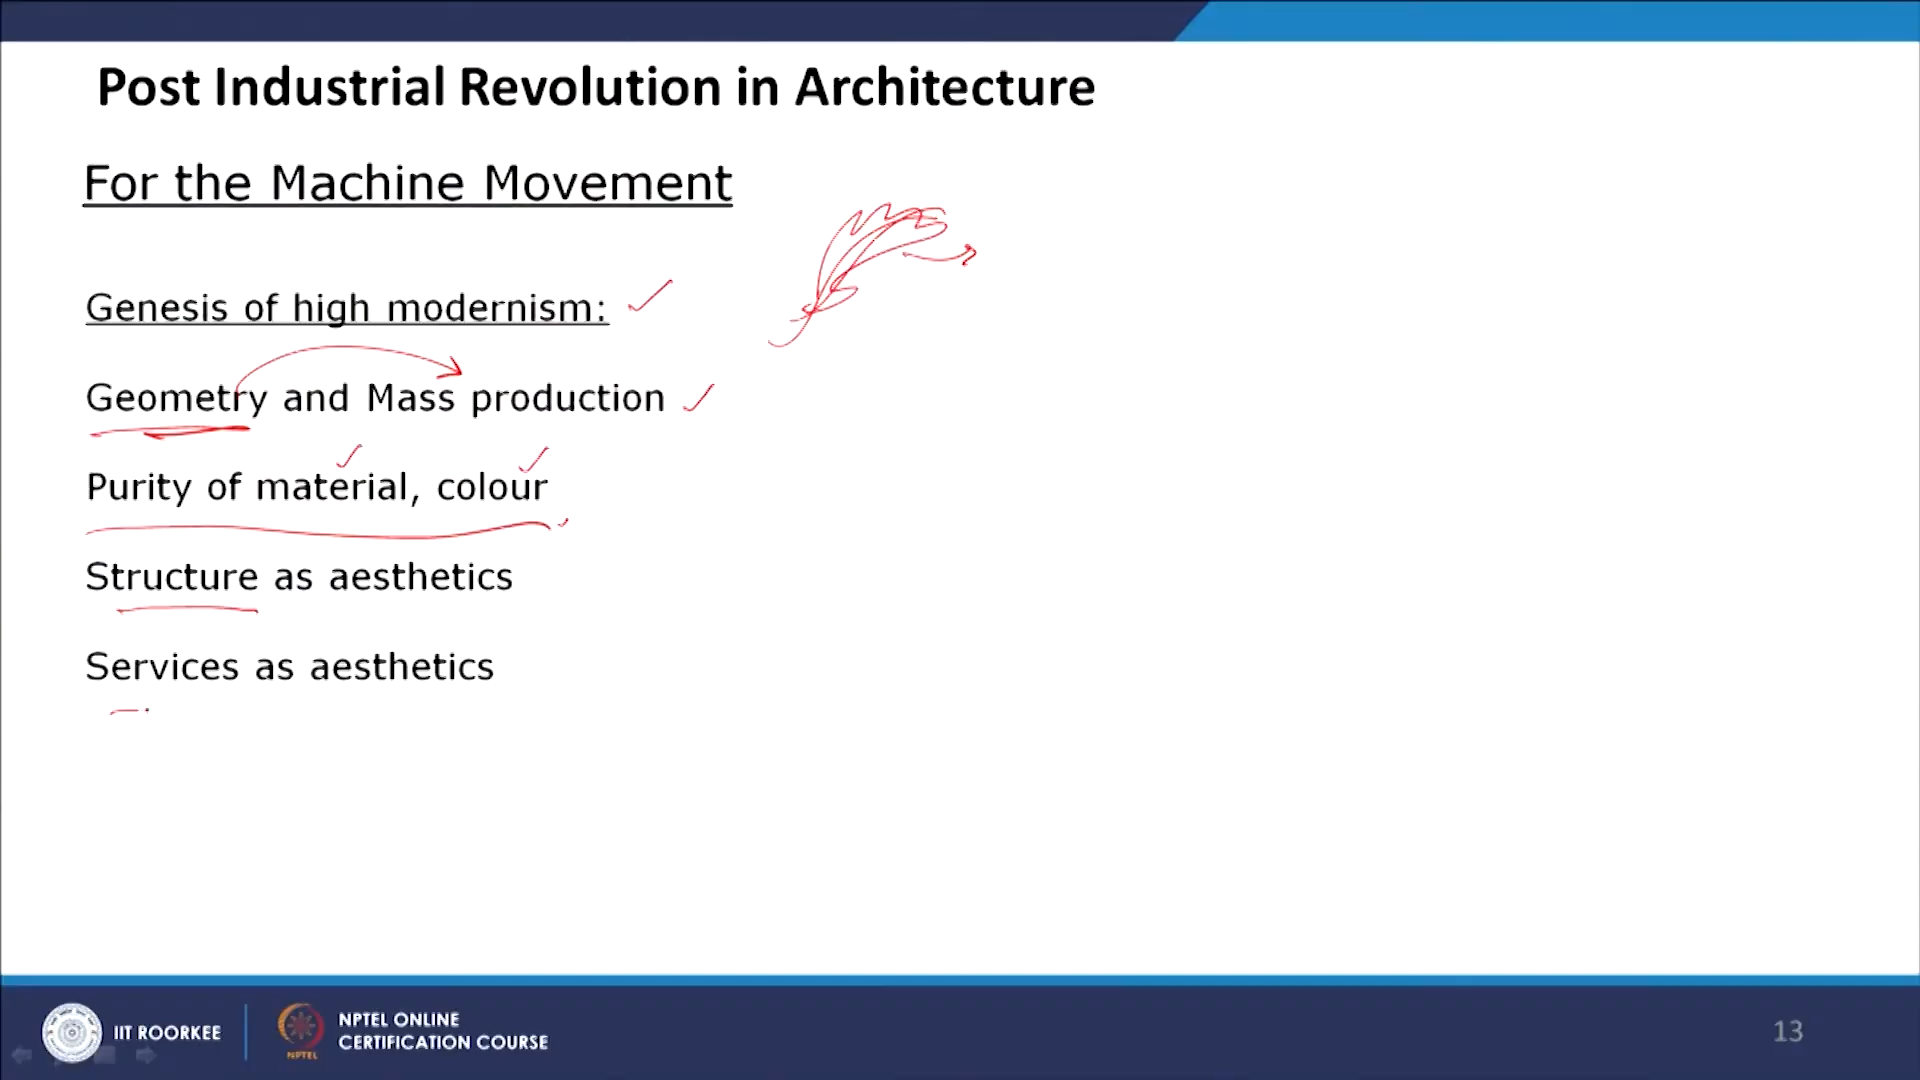 Post Industrial Revolution in Architecture
For the Machine Movement
Genesis of high modernism:
Geometry and Mass production
Purity of material, colour
Structure as aesthetics
Services as aesthetics
IIT ROORKEE
NPTEL
NPTEL ONLINE
CERTIFICATION COURSE
13